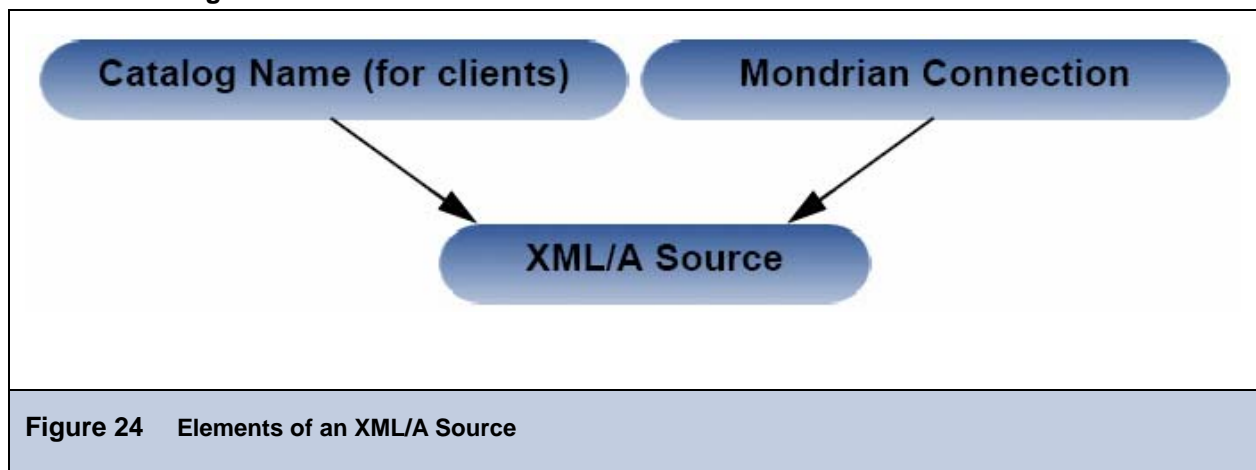 Catalog Name (for clients)
Mondrian Connection
XML/A Source
Figure 24 Elements of an XML/A Source